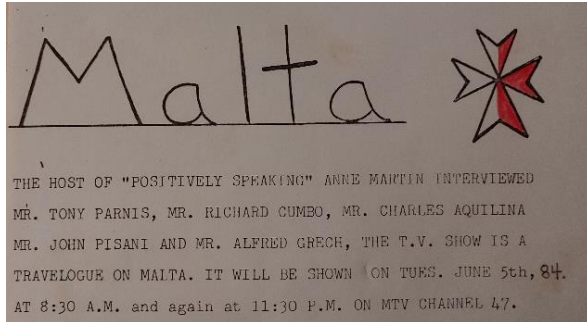 Malta
THE HOST OF "POSITIVELY SPEAKING" ANNE MARTIN INTERVIEWED
MR. TONY PARNIS, MR. RICHARD CUMBO, MR. CHARLES AQUILINA
MR. JOHN PISANI AND MR. ALFRED GRECH, THE T.V. SHOW IS A
TRAVELOGUE ON MALTA. IT WILL BE SHOWN ON TUES. JUNE 5th, 84.
AT 8:30 A.M. and again at 11:30 P.M. ON MTV CHANNEL 47.